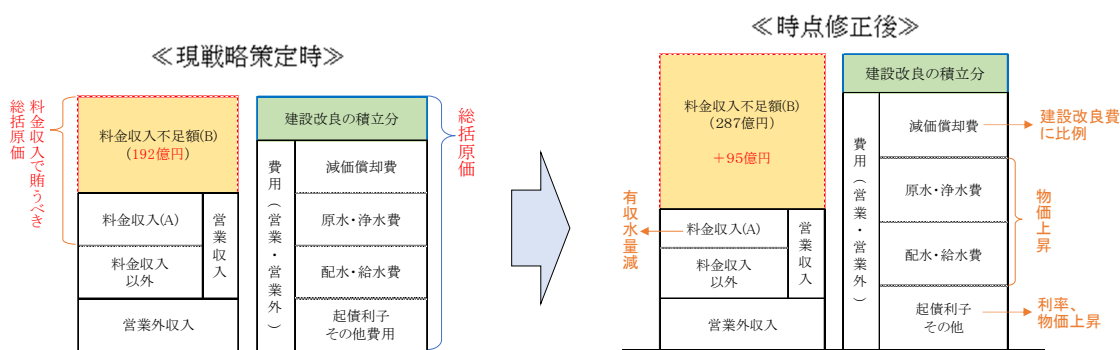 ≪現戦略策定時≫
料金収入で賄うべき
総括原価
料金収入不足額(B)
(192億円)
料金収入(A)
営業収入
料金収入
以外
営業外収入
建設改良の積立分
費用(営業・営業外)
減価償却費
原水・浄水費
配水・給水費
起債利子
その他費用
総括原価
≪時点修正後≫
料金収入不足額(B)
(287億円)
+95億円
有収水量減
料金収入(A)
営業収入
料金収入
以外
営業外収入
建設改良の積立分
費用(営業・営業外)
減価償却費
原水・浄水費
配水・給水費
起債利子
その他
建設改良費
に比例
物価上昇
利率、
物価上昇